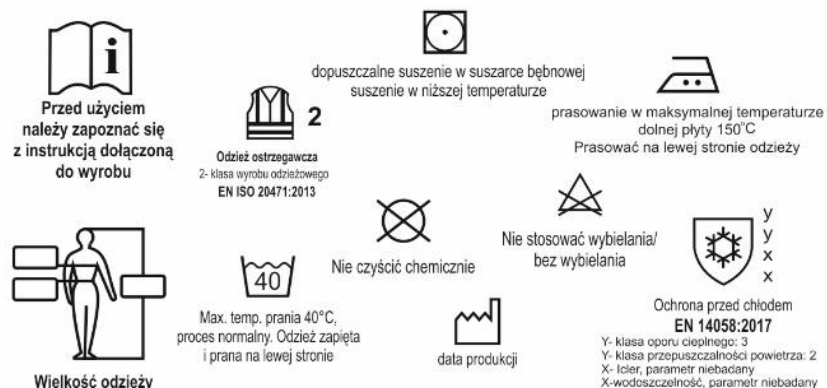 i
Przed użyciem
należy zapoznać się
z instrukcją dołączoną
do wyrobu
2
Odzież ostrzegawcza
2- klasa wyrobu odzieżowego
EN ISO 20471:2013
dopuszczalne suszenie w suszarce bębnowej
suszenie w niższej temperaturze
prasowanie w maksymalnej temperaturze
dolnej płyty 150°C
Prasować na lewej stronie odzieży
Wielkość odzieży
40
Max. temp. prania 40°C,
proces normalny. Odzież zapięta
i prana na lewej stronie
Nie czyścić chemicznie
data produkcji
Nie stosować wybielania/
bez wybielania
y
y
x
x
Ochrona przed chłodem
EN 14058:2017
Y- klasa oporu cieplnego: 3
Y- klasa przepuszczalności powietrza: 2
X- Icler, parametr niebadany
X-wodoszczelność, parametr niebadany